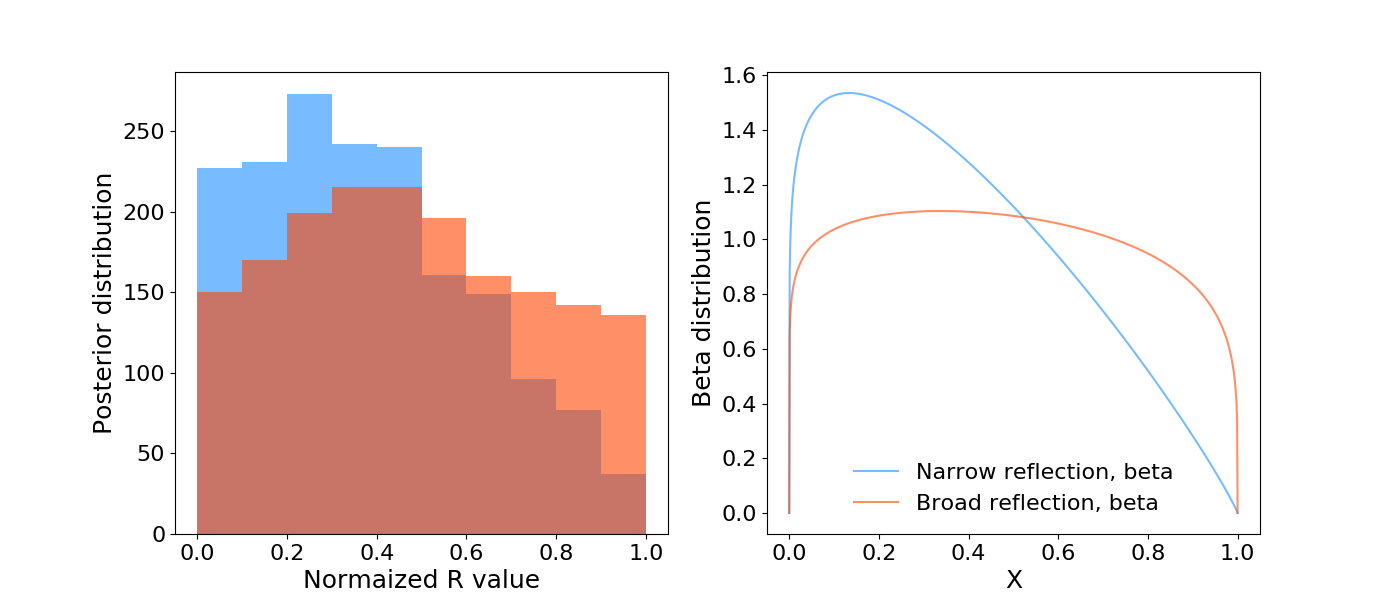 250
200
150
100
50
0
Posterior distribution
0.0 0.2 0.4 0.6 0.8 1.0
Normaized R value
1.6
1.4
1.2
1.0
0.8
0.6
0.4
0.2
0.0
Beta distribution
Narrow reflection, beta
Broad reflection, beta
0.0 0.2 0.4 0.6 0.8 1.0
X